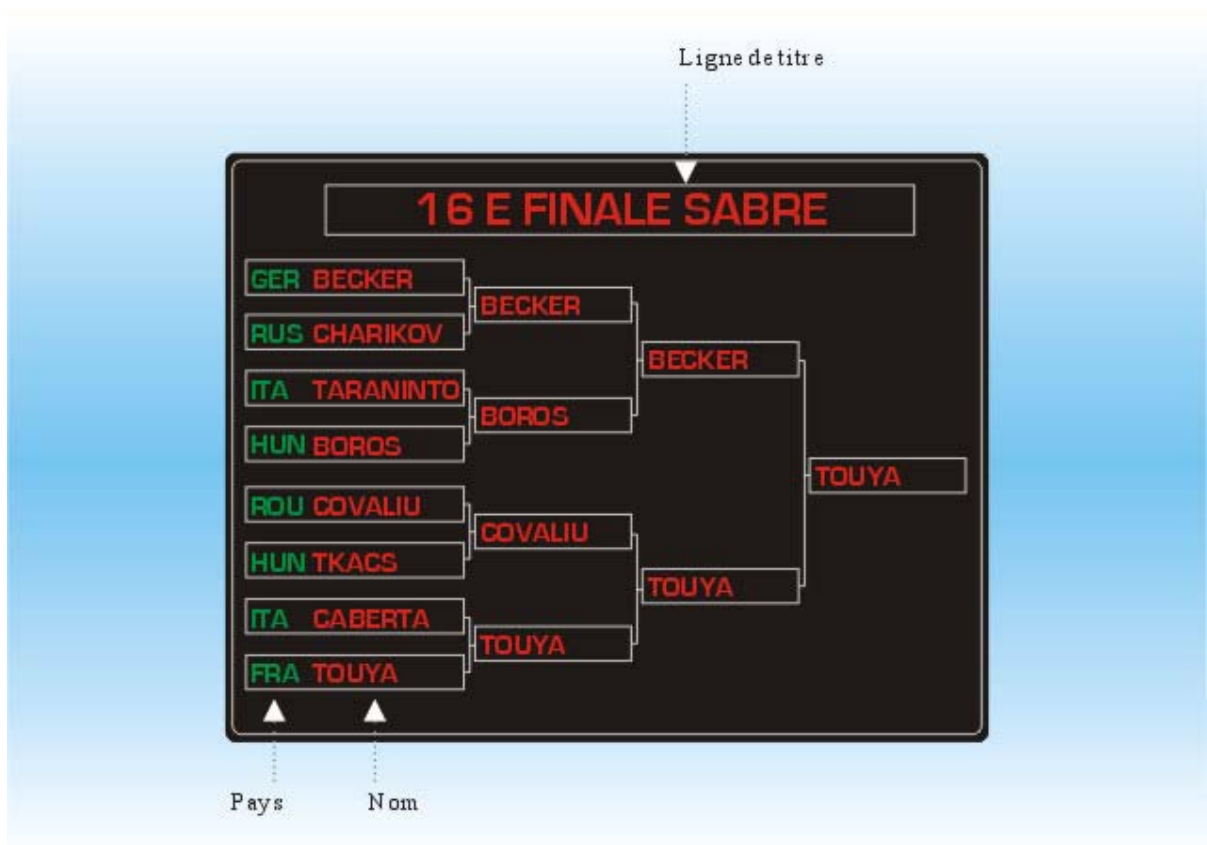 Ligne de titre
16 E FINALE SABRE
GER BECKER
RUS CHARIKOV
ITA TARANINTO
HUN BOROS
ROU COVALIU
HUN TKACS
ITA CABERTA
FRA TOUYA
BECKER
BOROS
COVALIU
TOUYA
BECKER
TOUYA
TOUYA
Pays
Nom